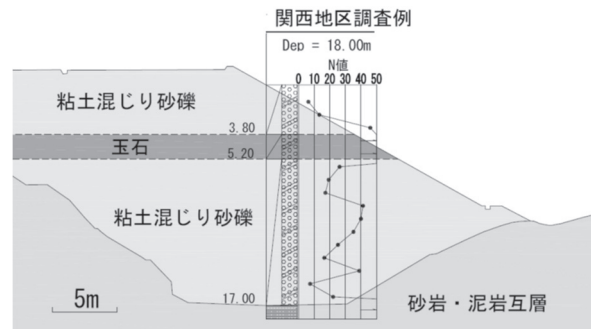 関西地区調査例
Dep = 18.00m
N値
0 10 20 30 40 50
粘土混じり砂礫
3.80
玉石
5.20
粘土混じり砂礫
17.00
5m
砂岩・泥岩互層